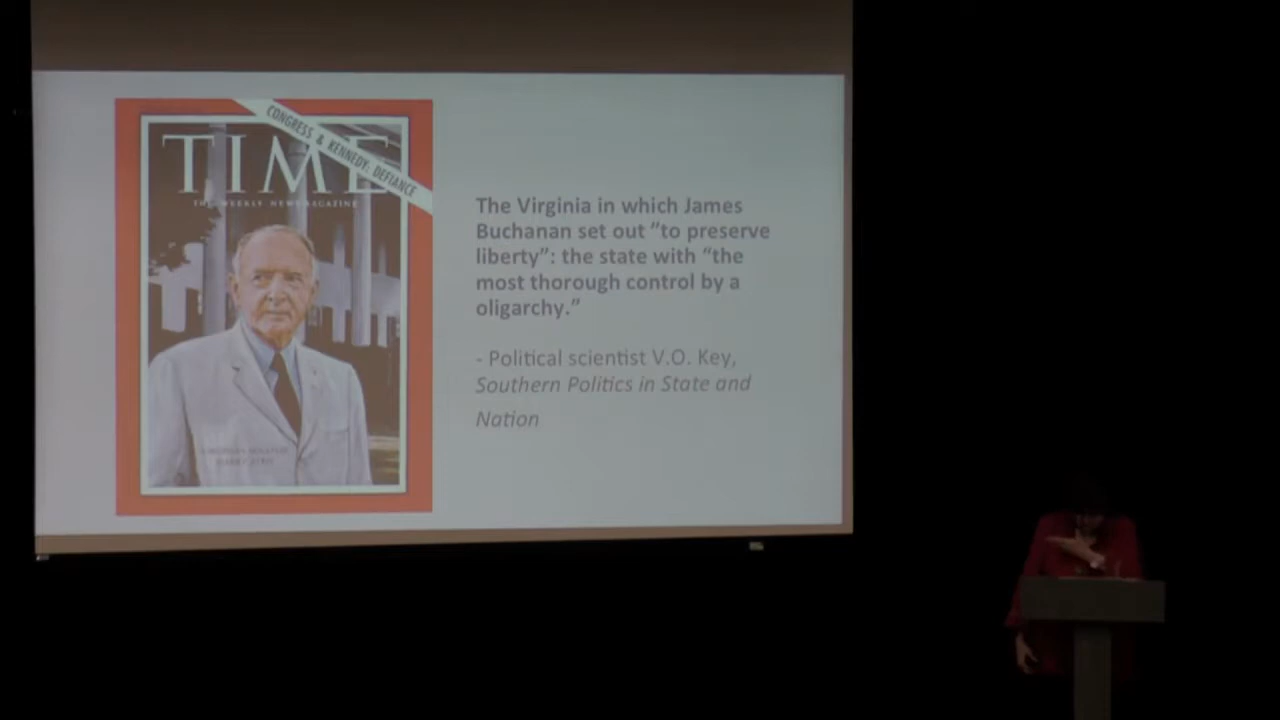 CONGRESS & KENNEDY: DEFIANCE
TIME
THE WEEKLY NEWSMAGAZINE
The Virginia in which James
Buchanan set out “to preserve
liberty”: the state with “the
most thorough control by a
oligarchy.”
- Political scientist V.O. Key,
Southern Politics in State and
Nation